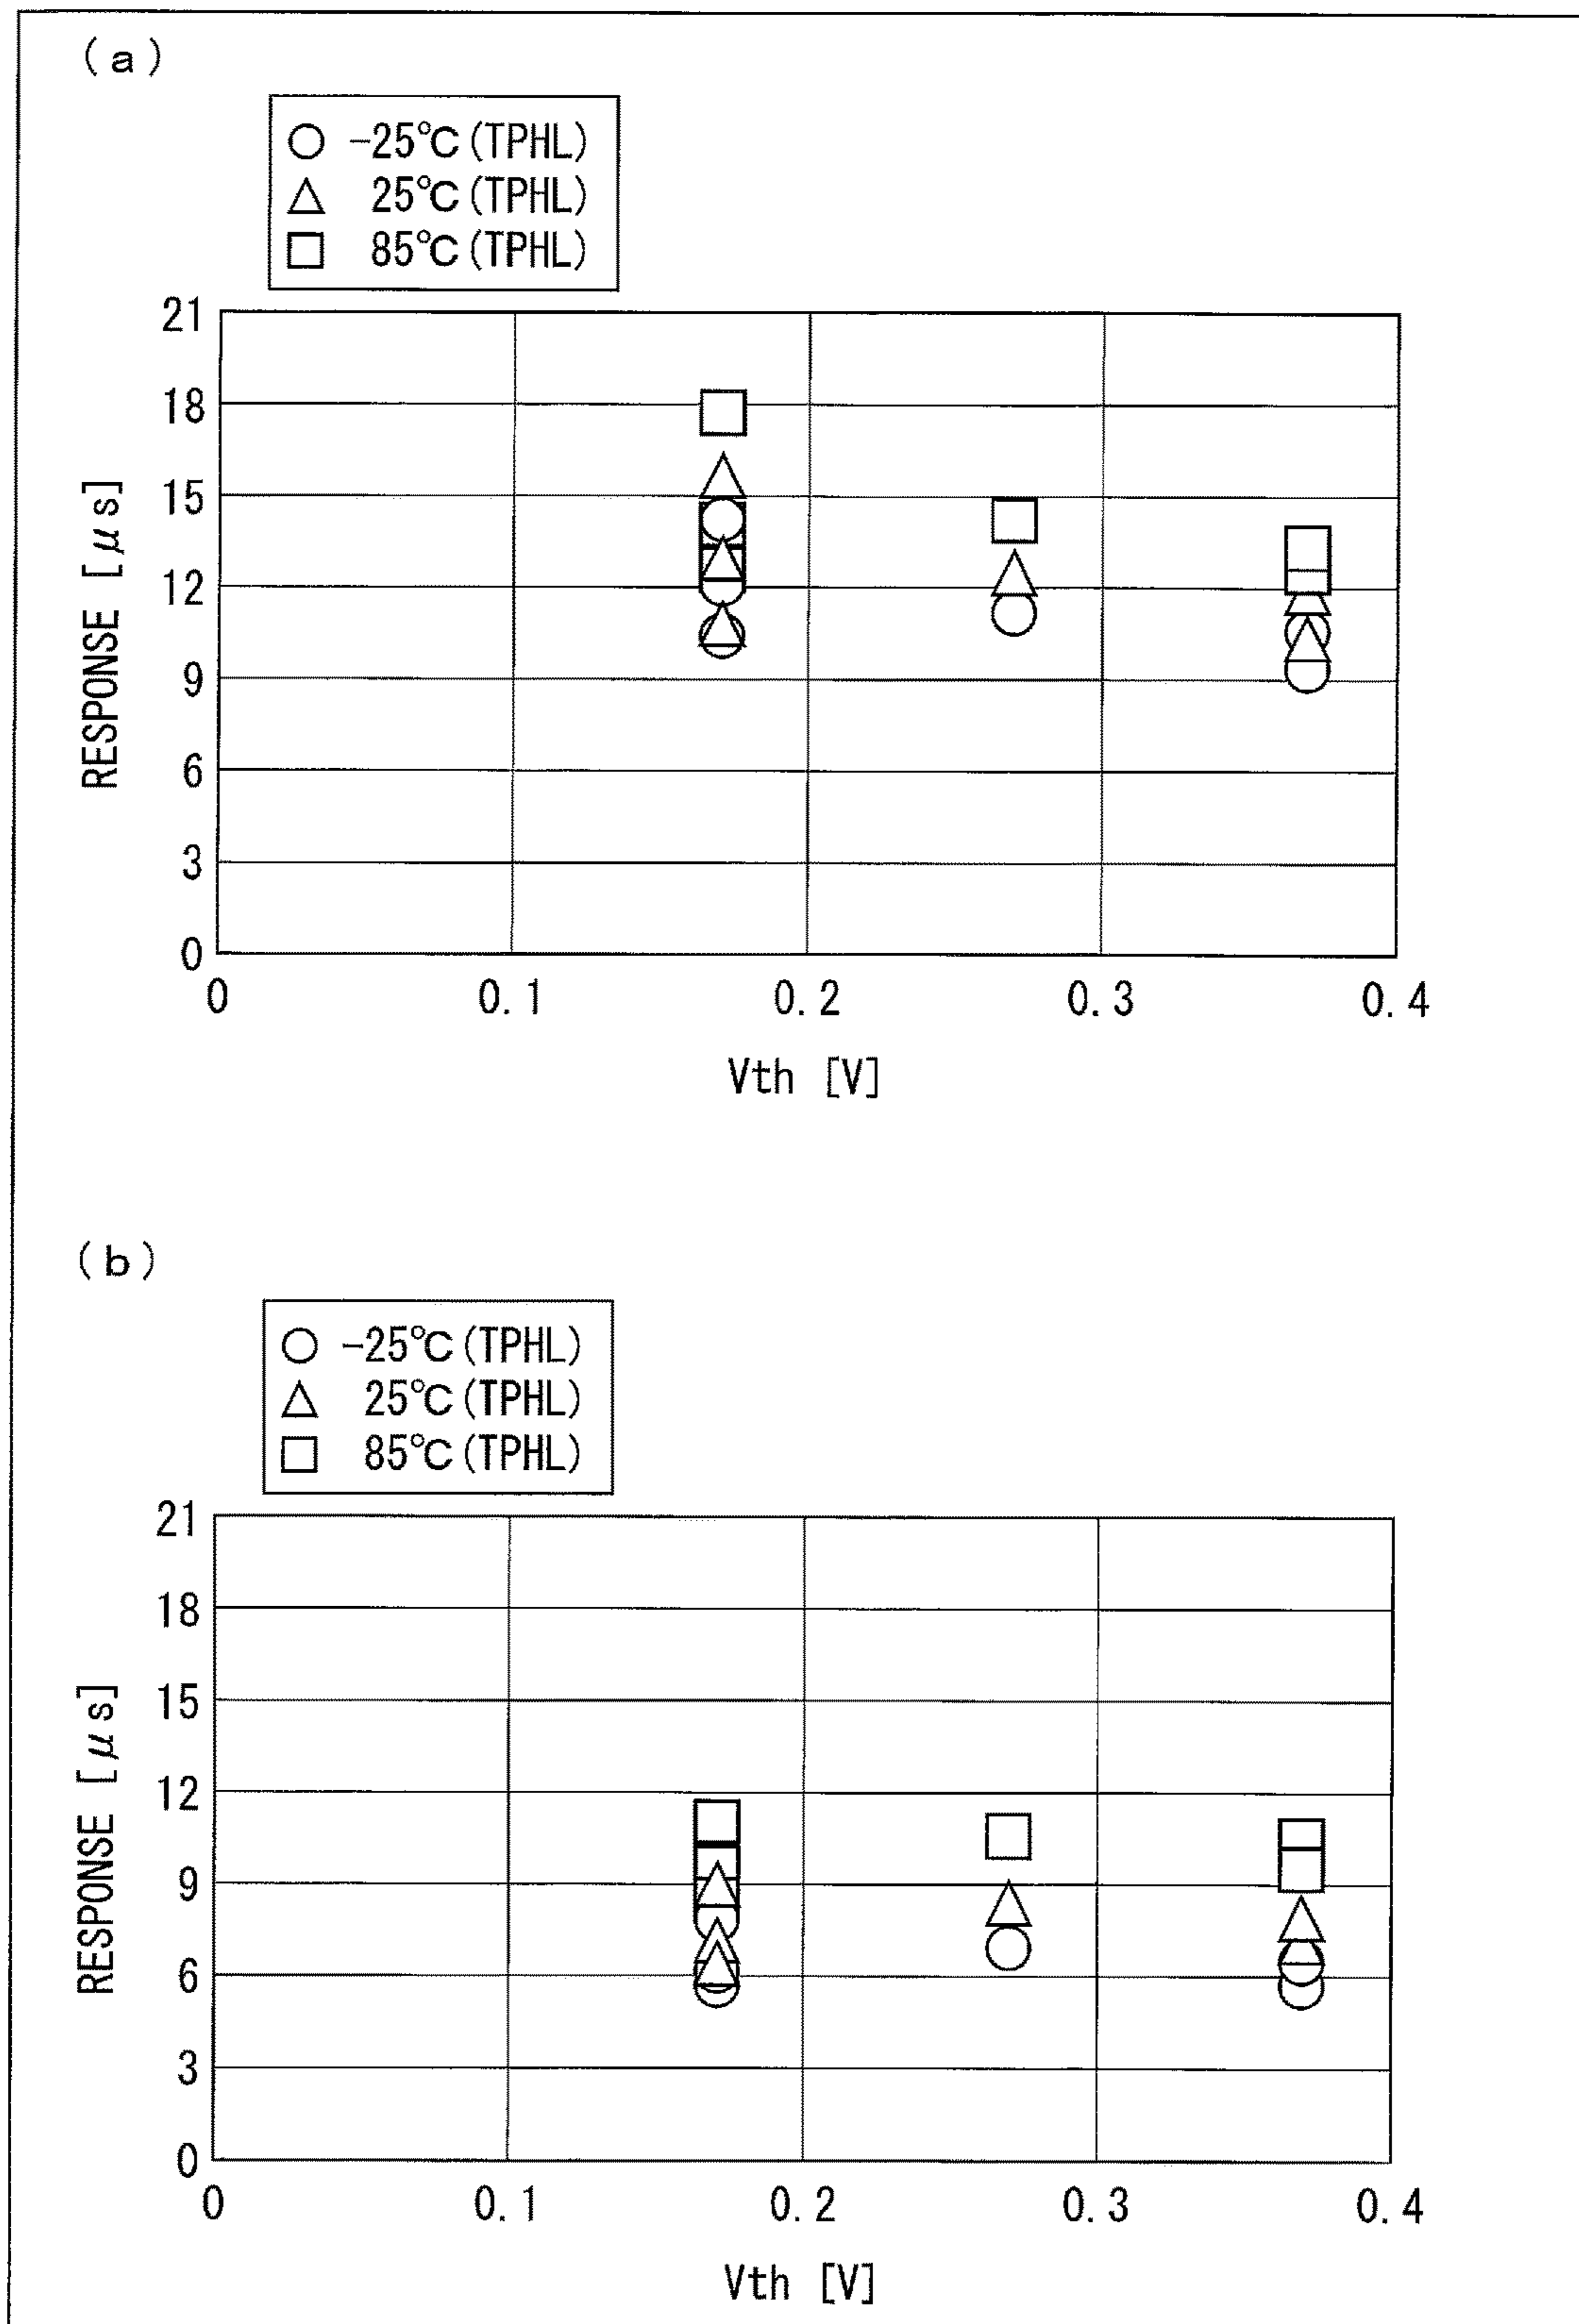 (a)
○ -25℃(TPHL)
△ 25℃(TPHL)
□ 85℃(TPHL)
21
18
15
12
9
6
3
0
RESPONSE [μs]
0 0.1 0.2 0.3 0.4
Vth [V]
(b)
○ -25℃(TPHL)
△ 25℃(TPHL)
□ 85℃(TPHL)
21
18
15
12
9
6
3
0
RESPONSE [μs]
0 0.1 0.2 0.3 0.4
Vth [V]